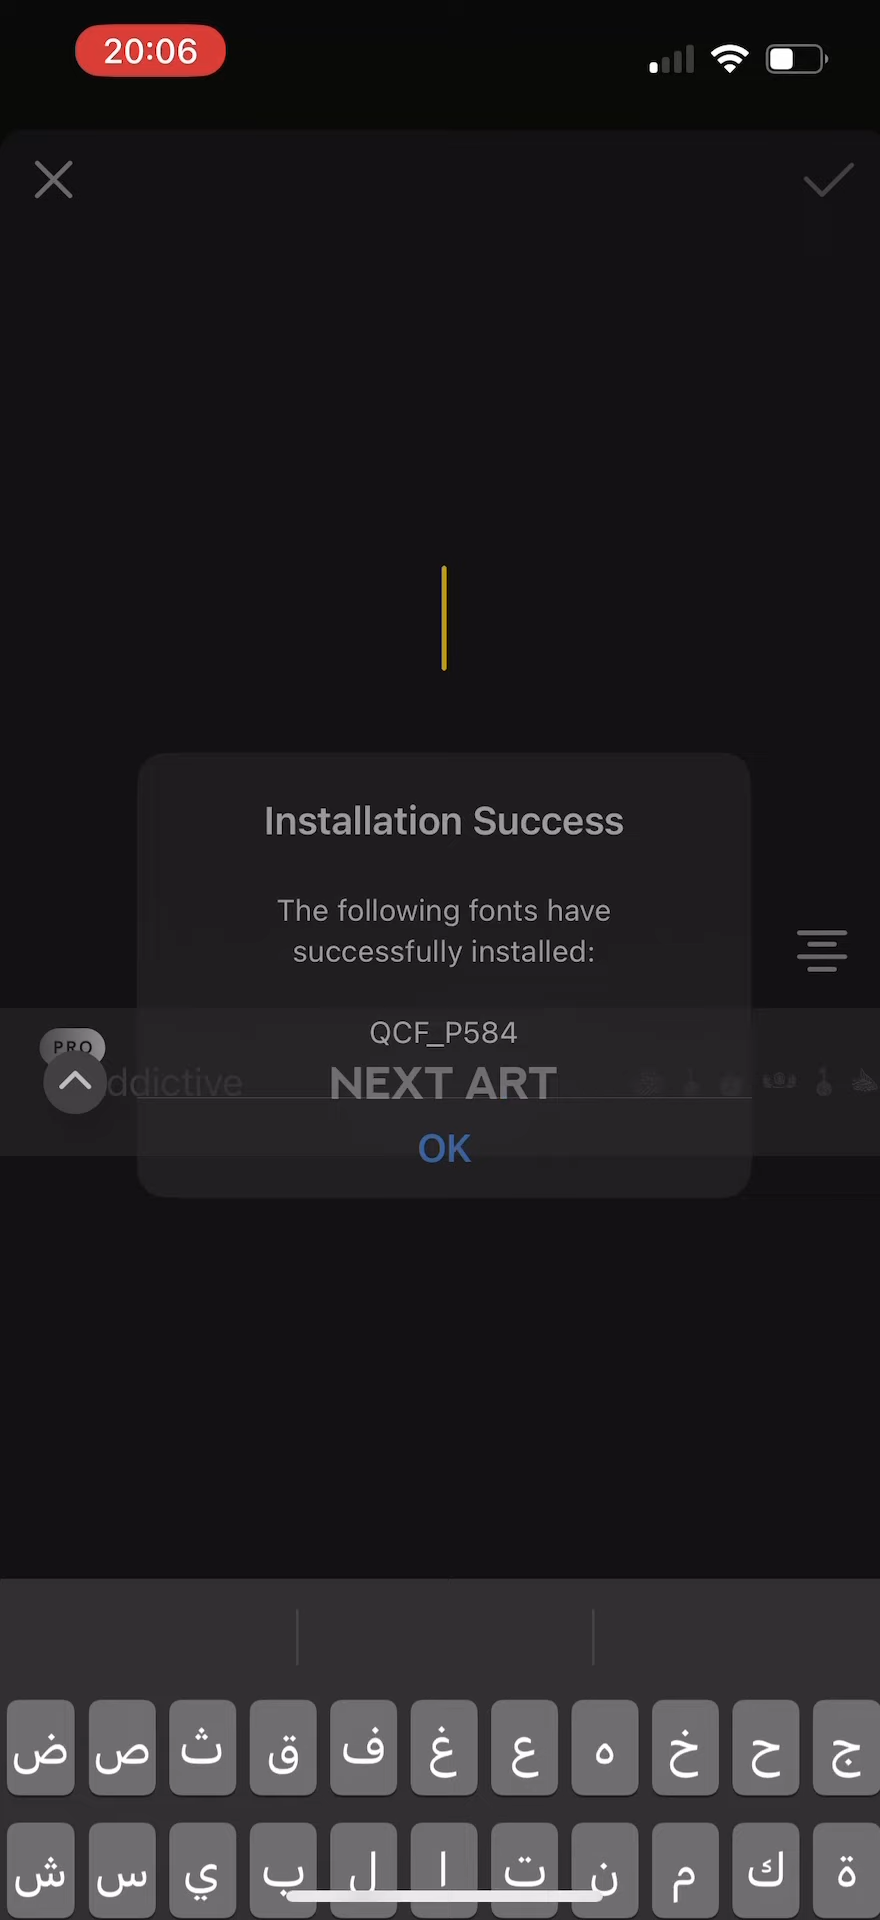 20:06
Installation Success
The following fonts have
successfully installed:
QCF_P584
PRO
ddictive NEXT ART
OK
ض ص ث ق ف غ ع ه خ ح ج
ش س ي ب ل ا ت ن م ك ة